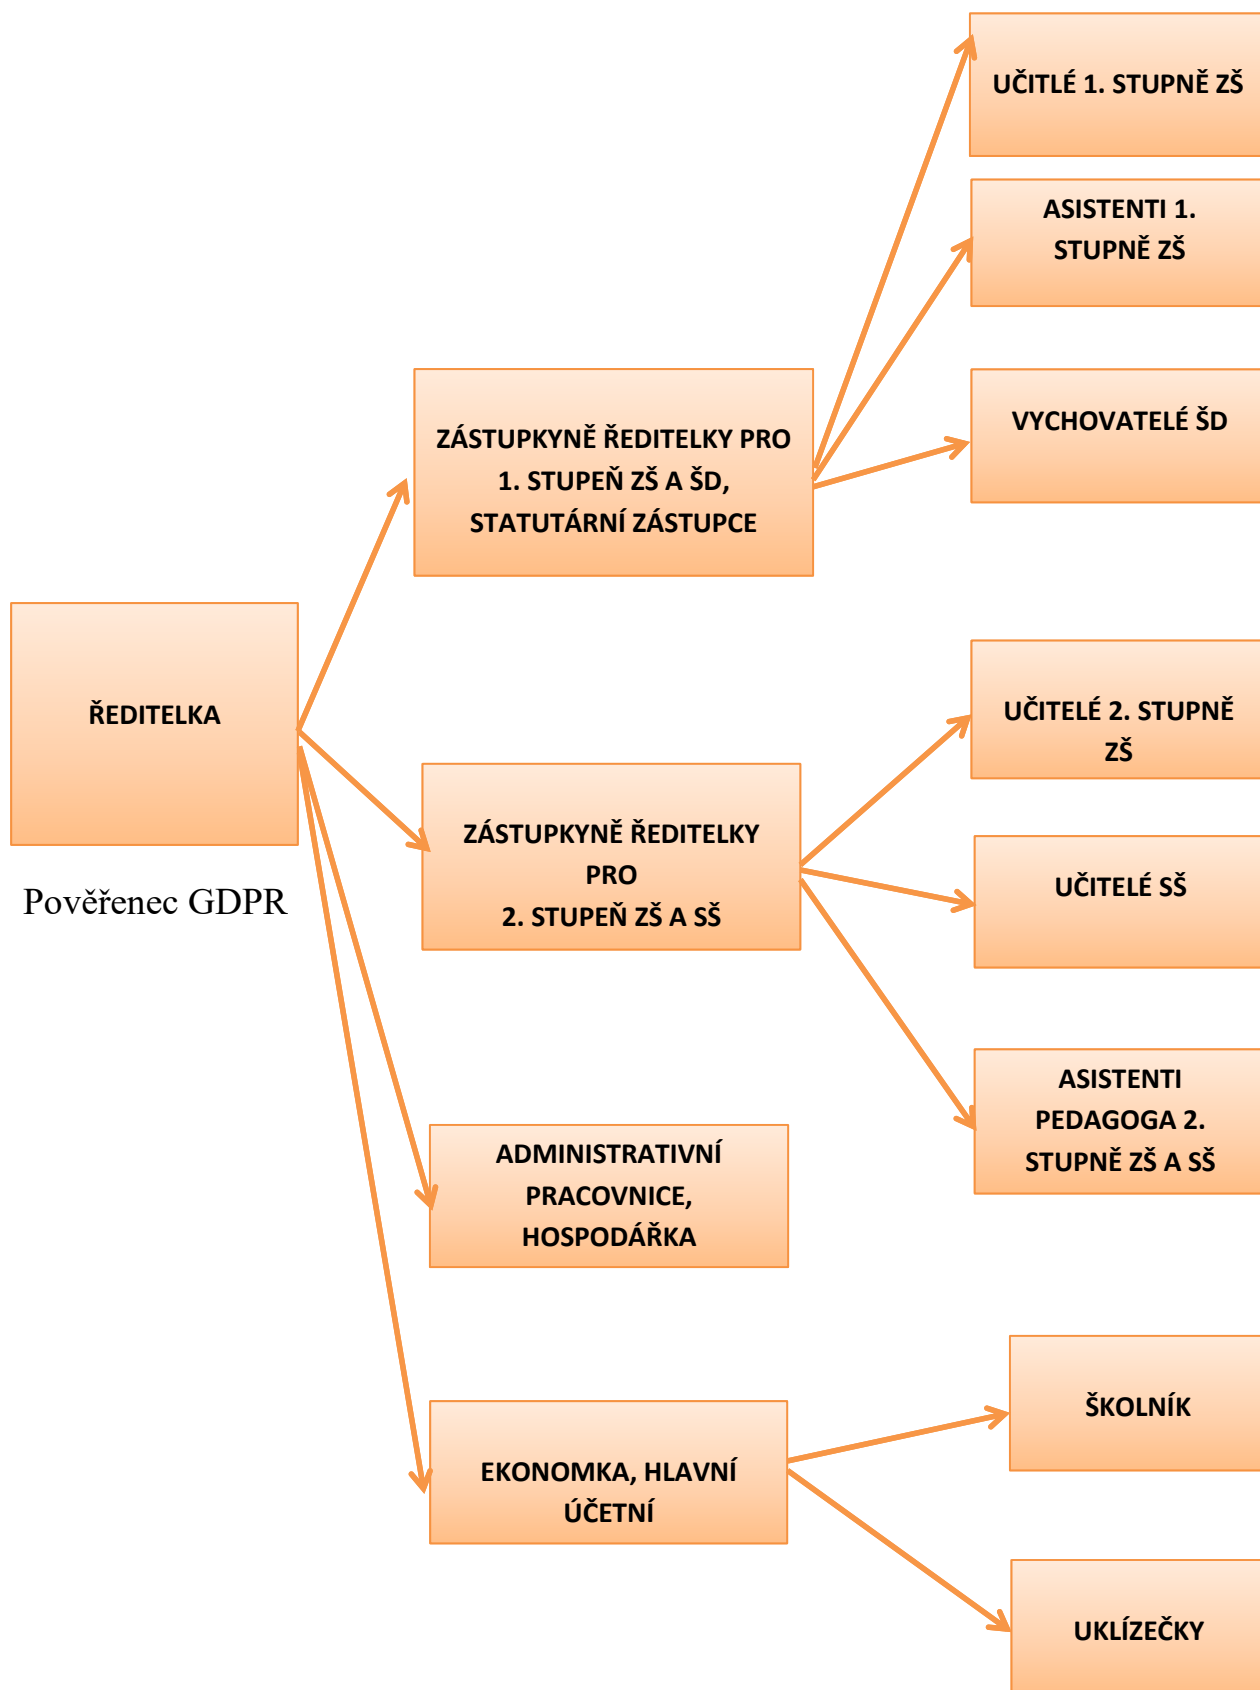 UČITLÉ 1. STUPNĚ ZŠ
ASISTENTI 1.
STUPNĚ ZŠ
VYCHOVATELÉ ŠD
ZÁSTUPKYNĚ ŘEDITELKY PRO
1. STUPEŇ ZŠ A ŠD,
STATUTÁRNÍ ZÁSTUPCE
ŘEDITELKA
Pověřenec GDPR
UČITELÉ 2. STUPNĚ
ZŠ
ZÁSTUPKYNĚ ŘEDITELKY
PRO
2. STUPEŇ ZŠ A SŠ
UČITELÉ SŠ
ASISTENTI
PEDAGOGA 2.
STUPNĚ ZŠ A SŠ
ADMINISTRATIVNÍ
PRACOVNICE,
HOSPODÁŘKA
EKONOMKA, HLAVNÍ
ÚČETNÍ
ŠKOLNÍK
UKLÍZEČKY